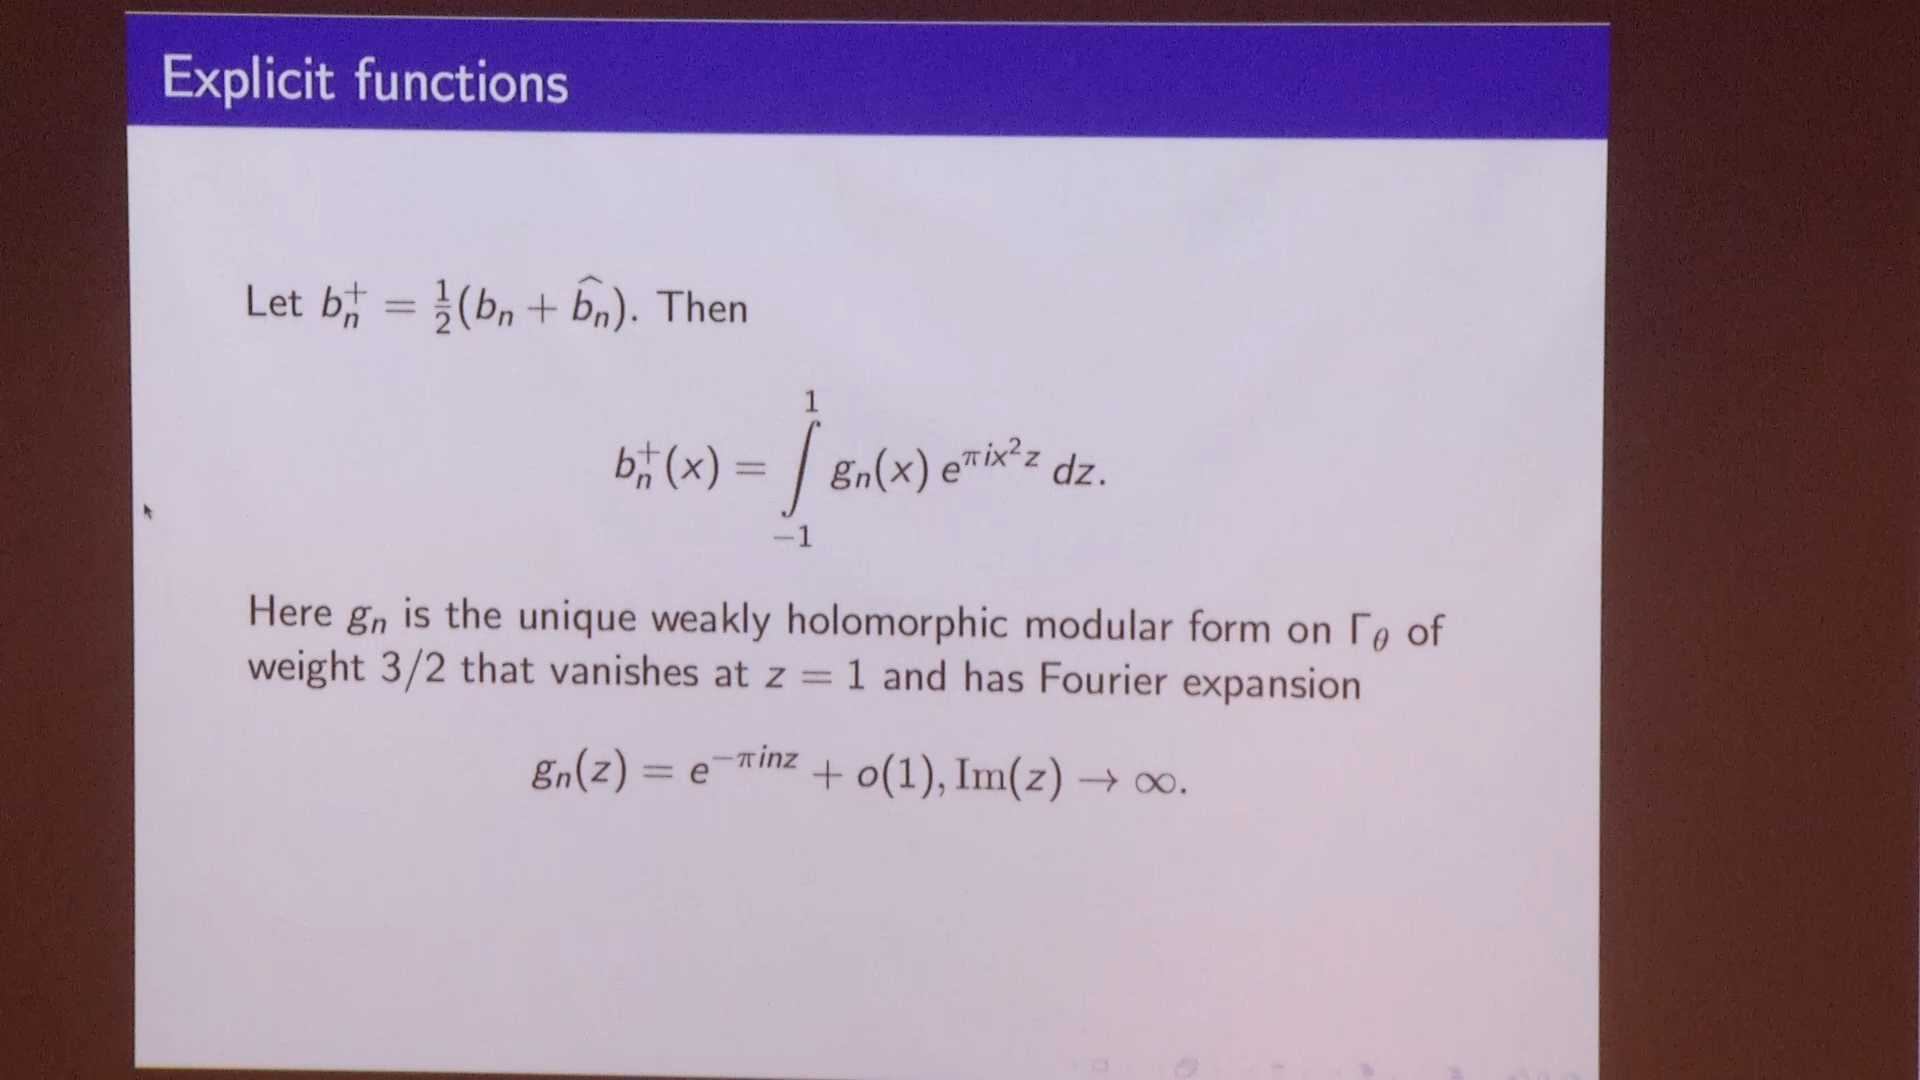 Explicit functions
Let $b_n^+ = \frac{1}{2}(b_n + \widehat{b_n})$. Then
$$b_n^+(x) = \int_{-1}^{1} g_n(x) \, e^{\pi i x^2 z} \, dz.$$
Here $g_n$ is the unique weakly holomorphic modular form on $\Gamma_\theta$ of
weight 3/2 that vanishes at $z = 1$ and has Fourier expansion
$$g_n(z) = e^{-\pi i n z} + o(1), \mathrm{Im}(z) \to \infty.$$